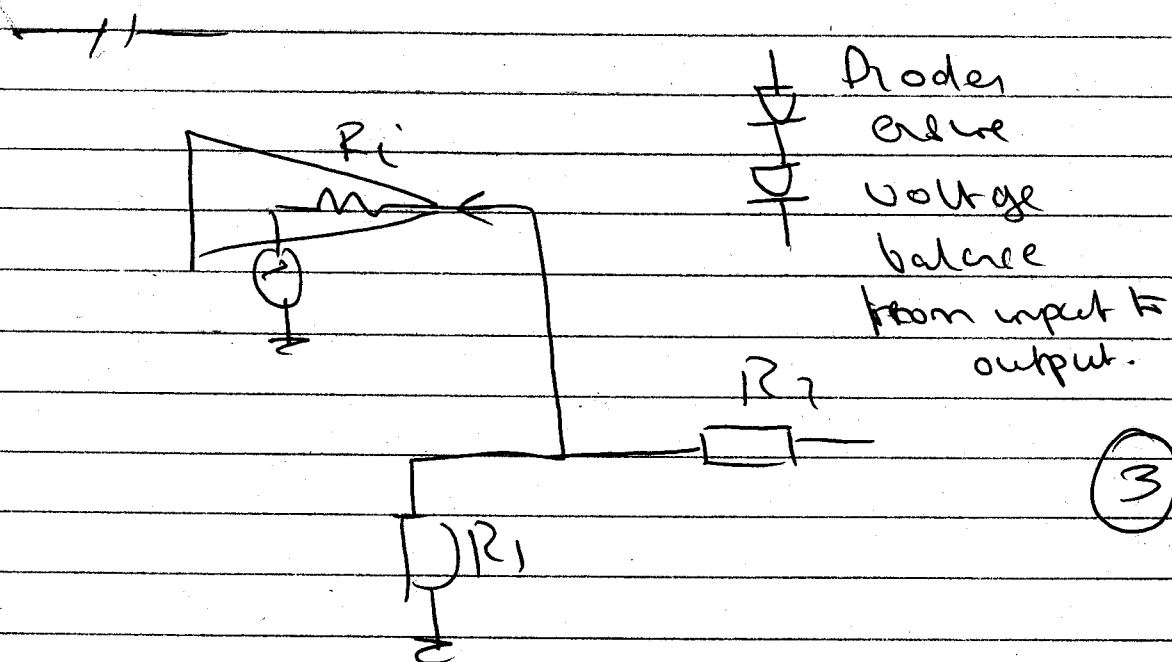 Diodes
ensure
voltage
balance
from input to
output.
Ri
R2
R1
3